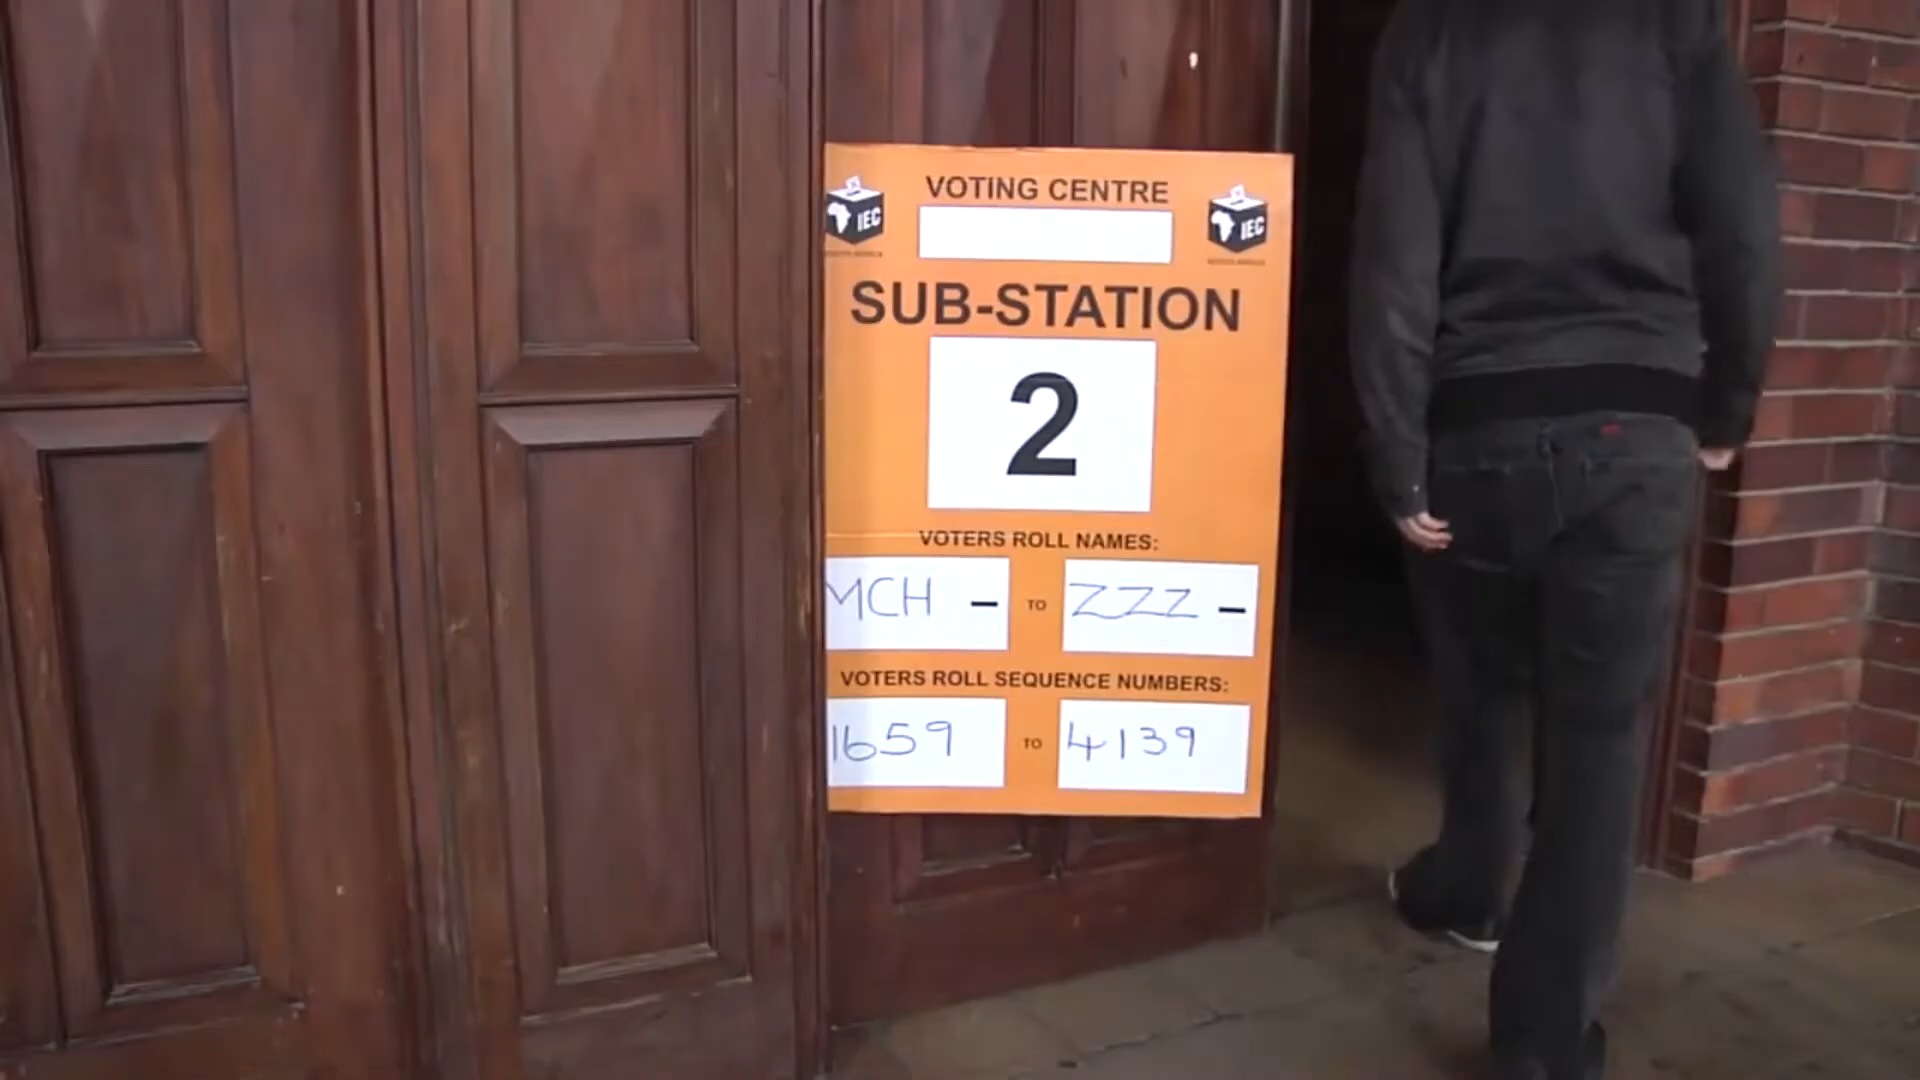 VOTING CENTRE
IEC
IEC
SUB-STATION
2
VOTERS ROLL NAMES:
MCH - TO ZZZ -
VOTERS ROLL SEQUENCE NUMBERS:
1659 TO 4139